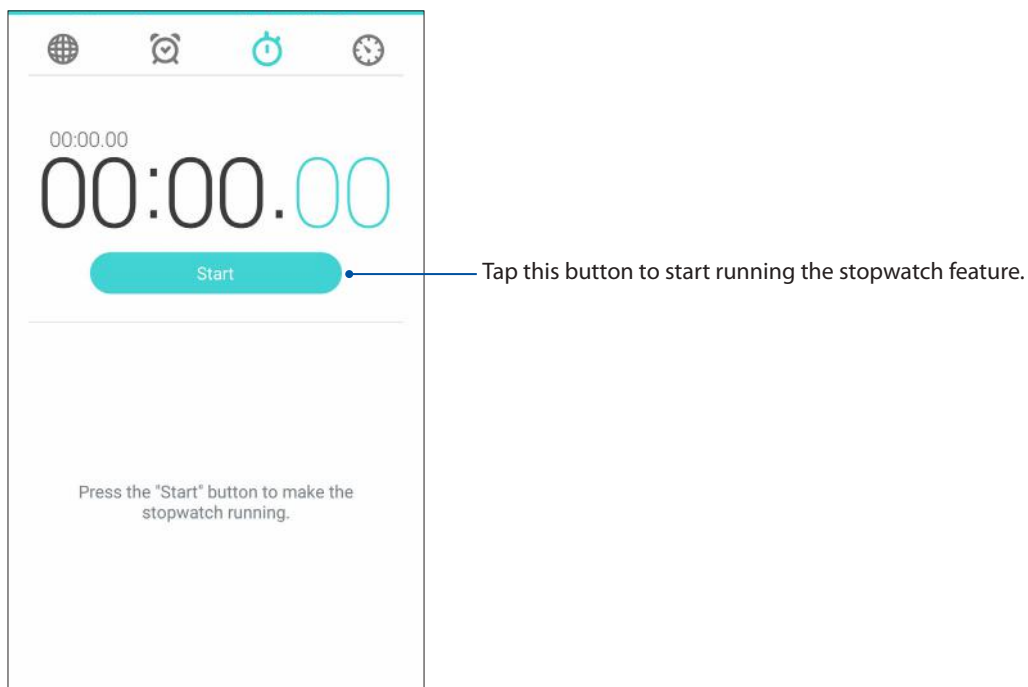 00:00.00
00:00.00
Start
Tap this button to start running the stopwatch feature.
Press the "Start" button to make the
stopwatch running.